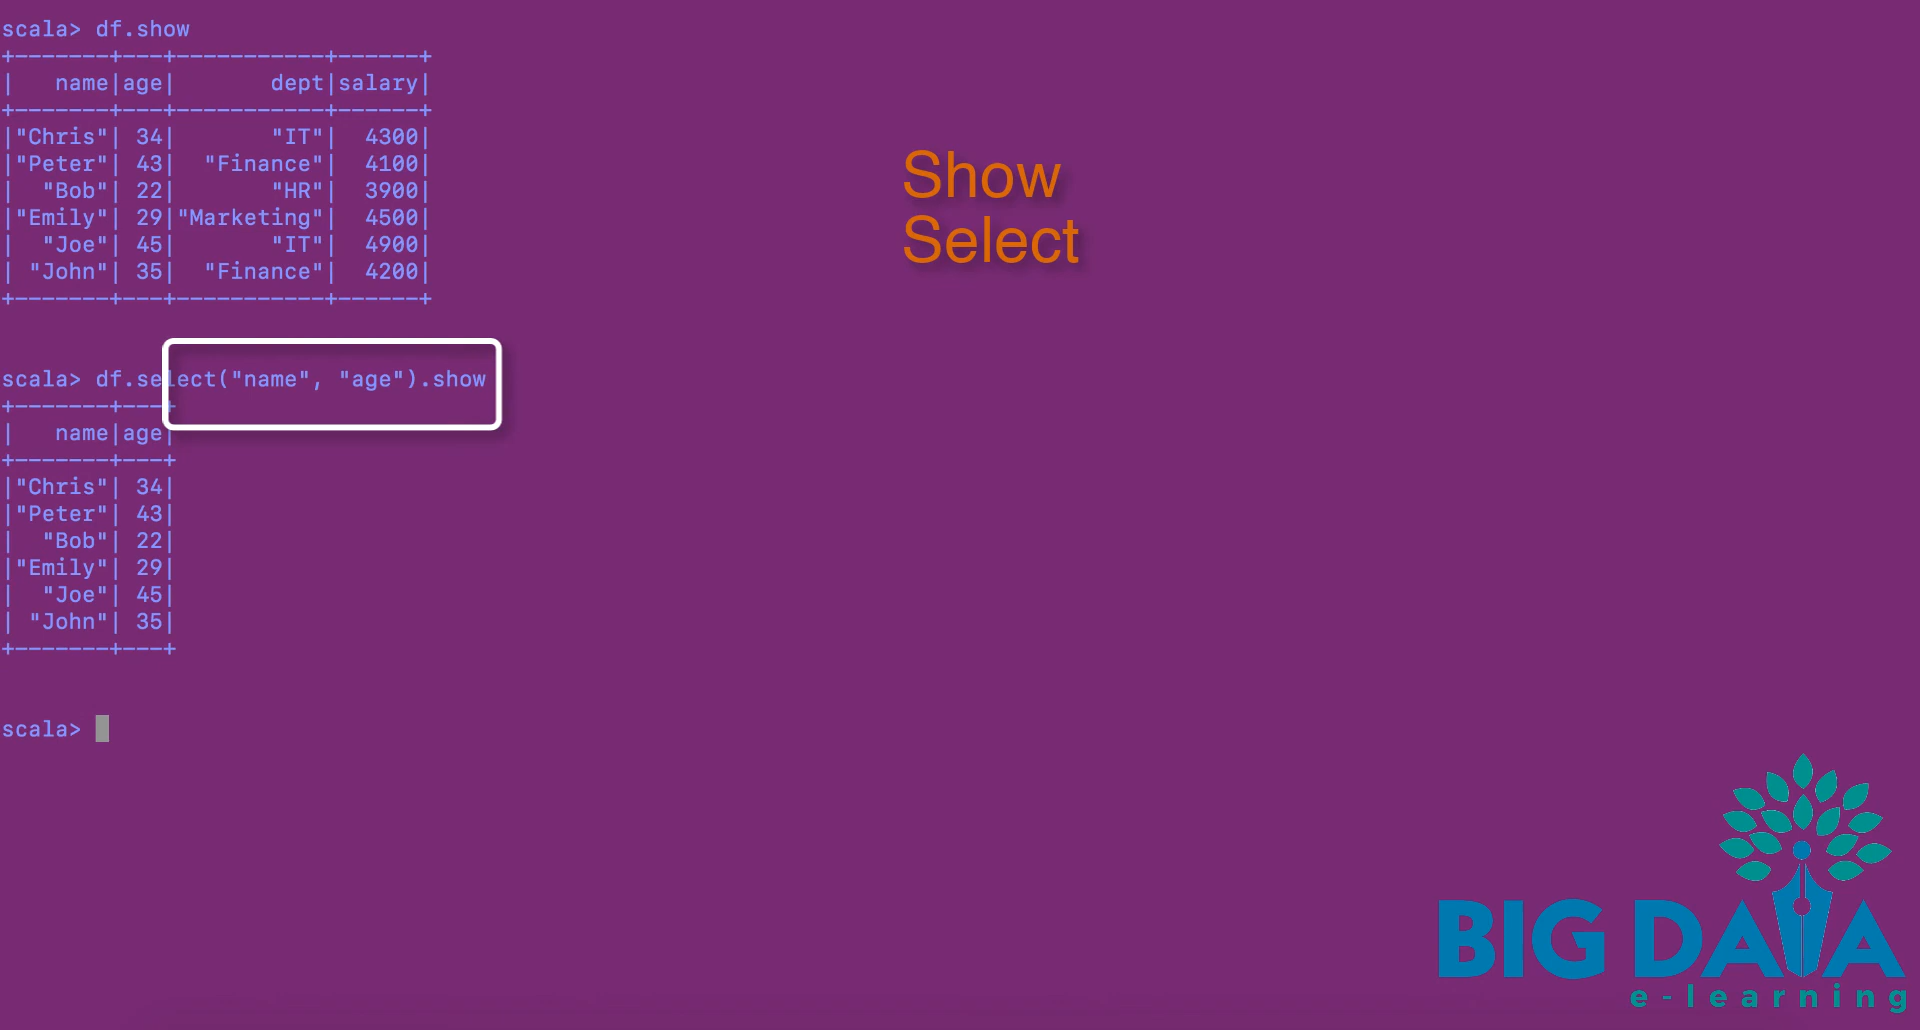 scala> df.show
+-------+---+-----------+------+
|   name|age|       dept|salary|
+-------+---+-----------+------+
|"Chris"| 34|       "IT"|  4300|
|"Peter"| 43|  "Finance"|  4100|
|  "Bob"| 22|       "HR"|  3900|
|"Emily"| 29|"Marketing"|  4500|
|  "Joe"| 45|       "IT"|  4900|
| "John"| 35|  "Finance"|  4200|
+-------+---+-----------+------+
Show
Select
scala> df.select("name", "age").show
+-------+---+
|   name|age|
+-------+---+
|"Chris"| 34|
|"Peter"| 43|
|  "Bob"| 22|
|"Emily"| 29|
|  "Joe"| 45|
| "John"| 35|
+-------+---+
scala>
BIG DATA
e-learning